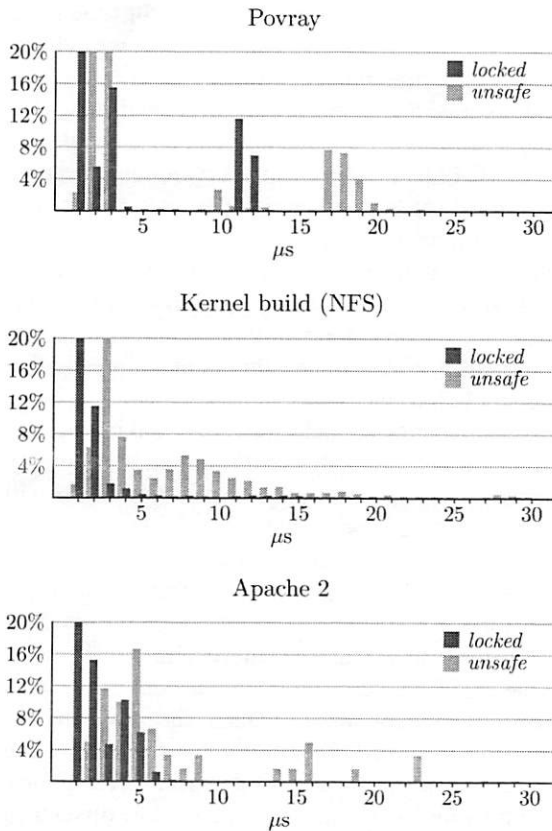 Povray
20%
16%
12%
8%
4%
locked
unsafe
5 10 15 20 25 30
μs
Kernel build (NFS)
20%
16%
12%
8%
4%
locked
unsafe
5 10 15 20 25 30
μs
Apache 2
20%
16%
12%
8%
4%
locked
unsafe
5 10 15 20 25 30
μs